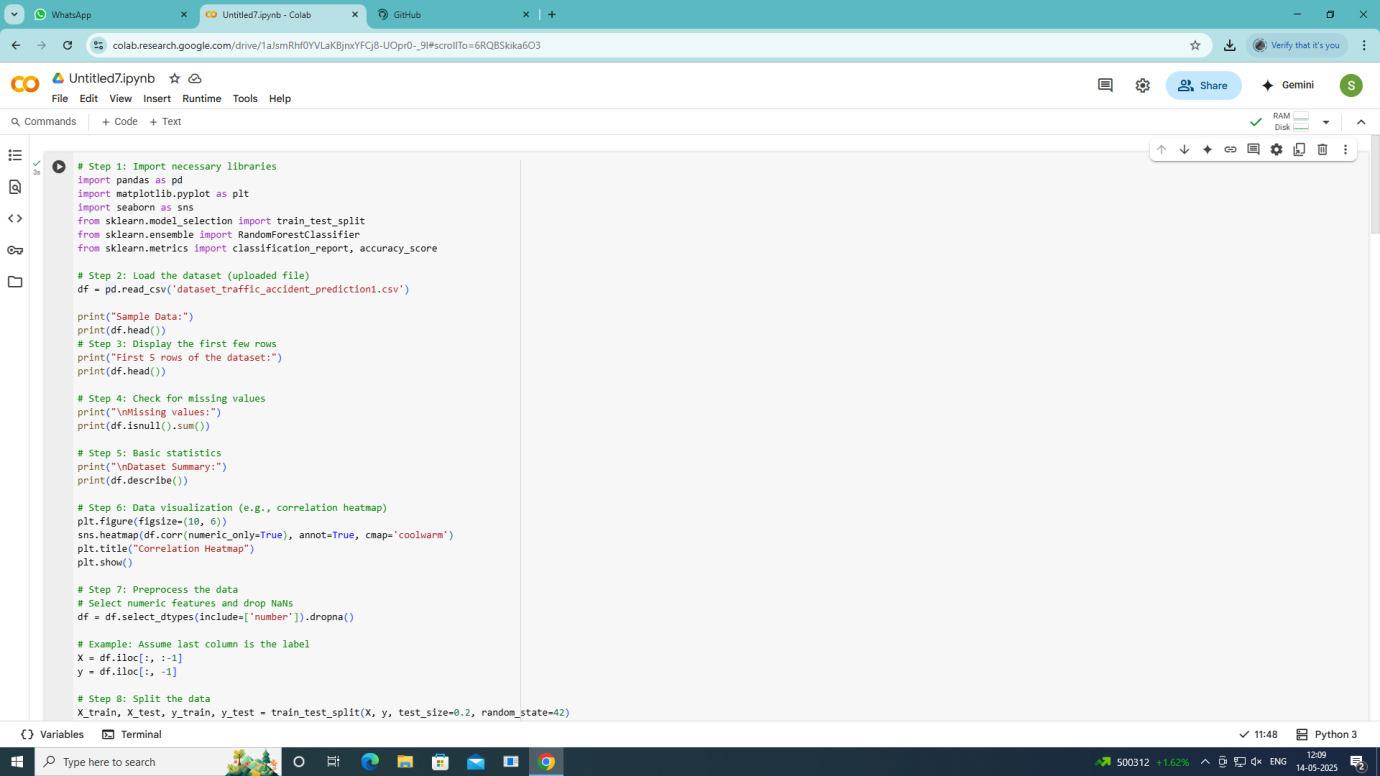 WhatsApp
Untitled7.ipynb - Colab
GitHub
colab.research.google.com/drive/1aJsmRhf0YVLaKBjnxYFCj8-UOpr0-_9I#scrollTo=6RQBSkika6O3
Verify that it's you
CO
Untitled7.ipynb
File Edit View Insert Runtime Tools Help
Share
Gemini
S
Commands
+ Code
+ Text
RAM
Disk
3s
# Step 1: Import necessary libraries
import pandas as pd
import matplotlib.pyplot as plt
import seaborn as sns
from sklearn.model_selection import train_test_split
from sklearn.ensemble import RandomForestClassifier
from sklearn.metrics import classification_report, accuracy_score
# Step 2: Load the dataset (uploaded file)
df = pd.read_csv('dataset_traffic_accident_prediction1.csv')
print("Sample Data:")
print(df.head())
# Step 3: Display the first few rows
print("First 5 rows of the dataset:")
print(df.head())
# Step 4: Check for missing values
print("\nMissing values:")
print(df.isnull().sum())
# Step 5: Basic statistics
print("\nDataset Summary:")
print(df.describe())
# Step 6: Data visualization (e.g., correlation heatmap)
plt.figure(figsize=(10, 6))
sns.heatmap(df.corr(numeric_only=True), annot=True, cmap='coolwarm')
plt.title("Correlation Heatmap")
plt.show()
# Step 7: Preprocess the data
# Select numeric features and drop NaNs
df = df.select_dtypes(include=['number']).dropna()
# Example: Assume last column is the label
X = df.iloc[:, :-1]
y = df.iloc[:, -1]
# Step 8: Split the data
X_train, X_test, y_train, y_test = train_test_split(X, y, test_size=0.2, random_state=42)
Variables
Terminal
11:48
Python 3
Type here to search
500312 +1.62%
ENG
12:09
14-05-2025
2